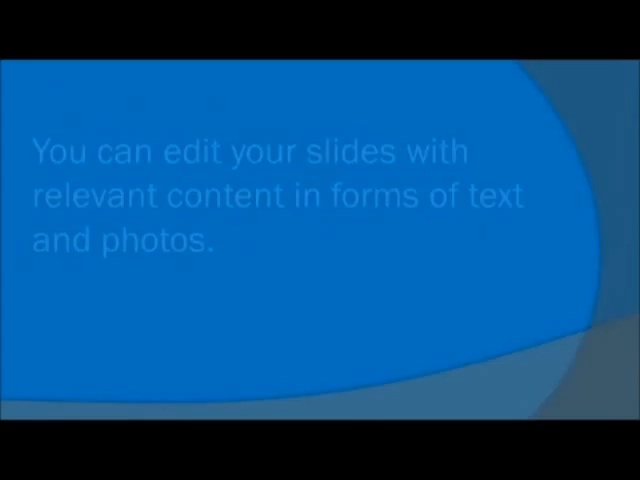 You can edit your slides with
relevant content in forms of text
and photos.